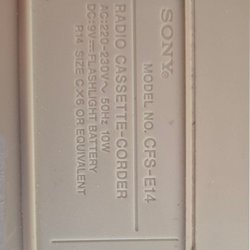 SONY
MODEL NO. CFS-E14
RADIO CASSETTE-CORDER
AC:220-230V~ 50Hz 10W
DC:9V⎓FLASHLIGHT BATTERY
R14 SIZE C×6 OR EQUIVALENT